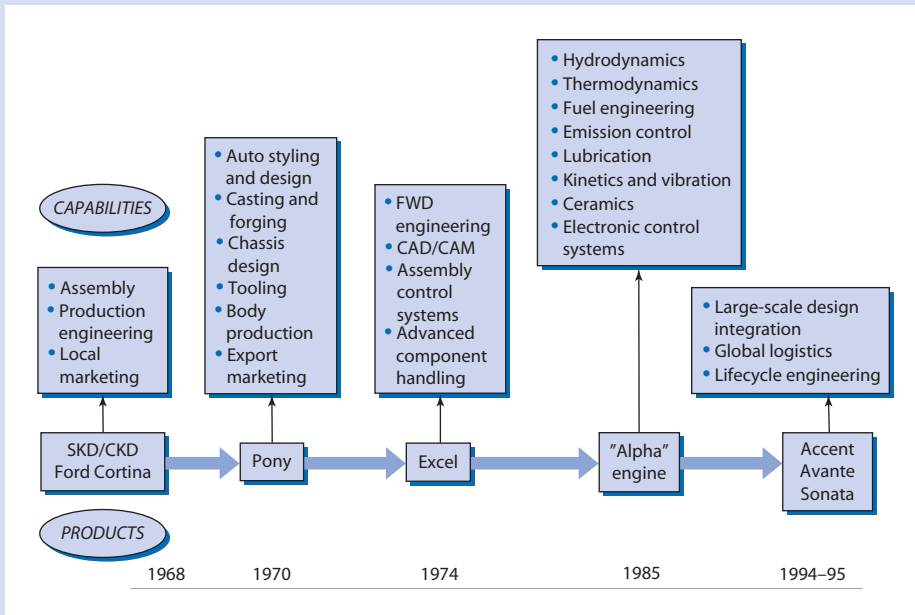 CAPABILITIES
• Assembly
• Production
engineering
• Local
marketing
• Auto styling
and design
• Casting and
forging
• Chassis
design
• Tooling
• Body
production
• Export
marketing
• FWD
engineering
• CAD/CAM
• Assembly
control
systems
• Advanced
component
handling
• Hydrodynamics
• Thermodynamics
• Fuel engineering
• Emission control
• Lubrication
• Kinetics and vibration
• Ceramics
• Electronic control
systems
• Large-scale design
integration
• Global logistics
• Lifecycle engineering
SKD/CKD
Ford Cortina
Pony
Excel
"Alpha"
engine
Accent
Avante
Sonata
PRODUCTS
1968 1970 1974 1985 1994–95